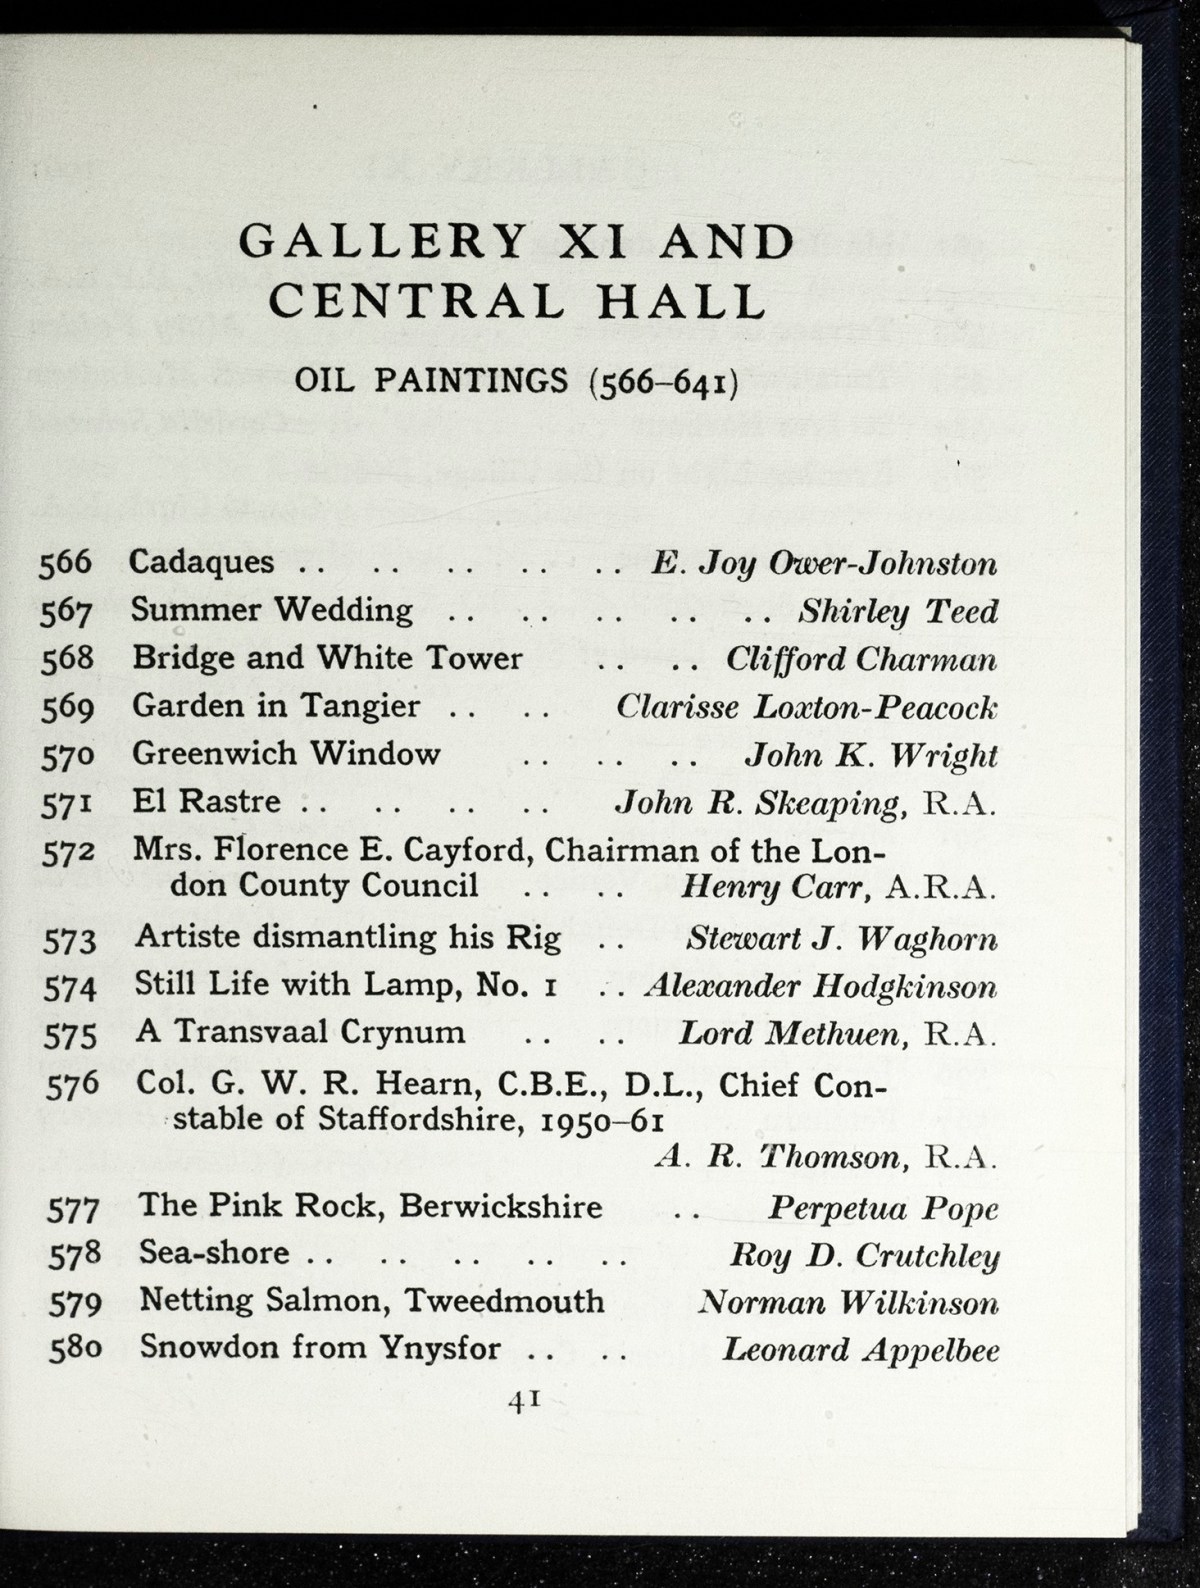 GALLERY XI AND
CENTRAL HALL
OIL PAINTINGS (566–641)
566 Cadaques .. .. .. .. .. E. Joy Ower-Johnston
567 Summer Wedding .. .. .. .. .. Shirley Teed
568 Bridge and White Tower .. .. Clifford Charman
569 Garden in Tangier .. .. Clarisse Loxton-Peacock
570 Greenwich Window .. .. .. John K. Wright
571 El Rastre .. .. .. .. John R. Skeaping, R.A.
572 Mrs. Florence E. Cayford, Chairman of the Lon-
don County Council .. .. Henry Carr, A.R.A.
573 Artiste dismantling his Rig .. Stewart J. Waghorn
574 Still Life with Lamp, No. 1 .. Alexander Hodgkinson
575 A Transvaal Crynum .. .. Lord Methuen, R.A.
576 Col. G. W. R. Hearn, C.B.E., D.L., Chief Con-
stable of Staffordshire, 1950–61
A. R. Thomson, R.A.
577 The Pink Rock, Berwickshire .. Perpetua Pope
578 Sea-shore .. .. .. .. .. Roy D. Crutchley
579 Netting Salmon, Tweedmouth Norman Wilkinson
580 Snowdon from Ynysfor .. .. Leonard Appelbee
41